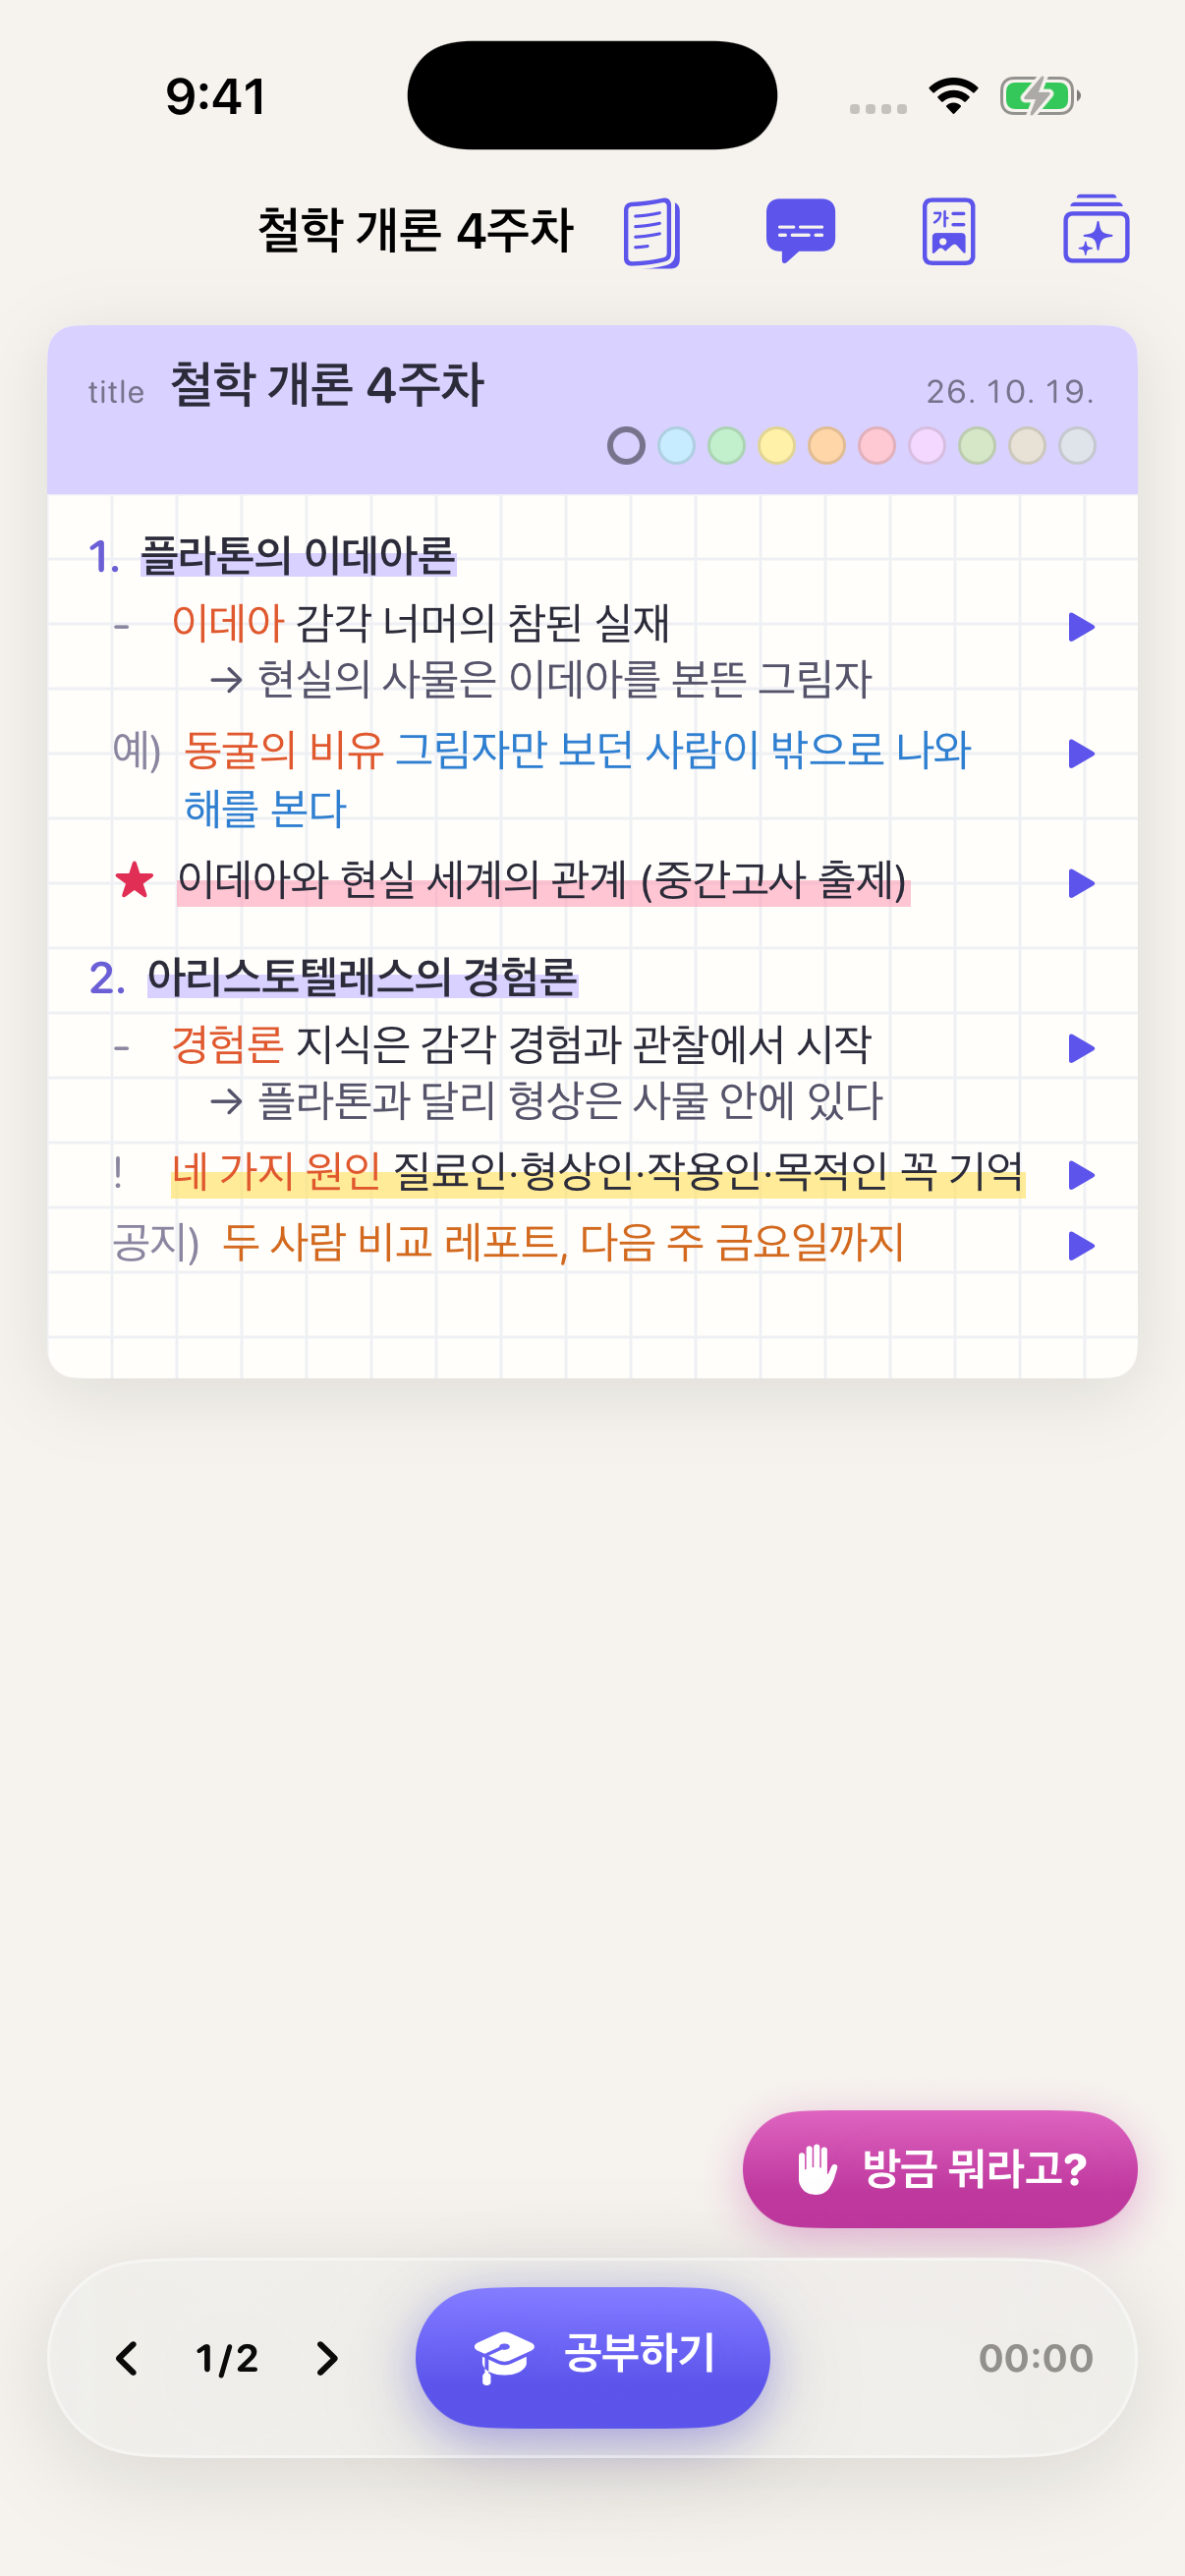 9:41
철학 개론 4주차
가
title 철학 개론 4주차 26. 10. 19.
1. 플라톤의 이데아론
- 이데아 감각 너머의 참된 실재
→ 현실의 사물은 이데아를 본뜬 그림자
예) 동굴의 비유 그림자만 보던 사람이 밖으로 나와
해를 본다
★ 이데아와 현실 세계의 관계 (중간고사 출제)
2. 아리스토텔레스의 경험론
- 경험론 지식은 감각 경험과 관찰에서 시작
→ 플라톤과 달리 형상은 사물 안에 있다
! 네 가지 원인 질료인·형상인·작용인·목적인 꼭 기억
공지) 두 사람 비교 레포트, 다음 주 금요일까지
방금 뭐라고?
1/2
공부하기
00:00